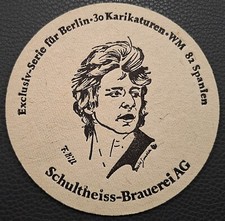 Exclusiv-Serie für Berlin·30 Karikaturen·WM 82 Spanien
Schultheiss-Brauerei AG